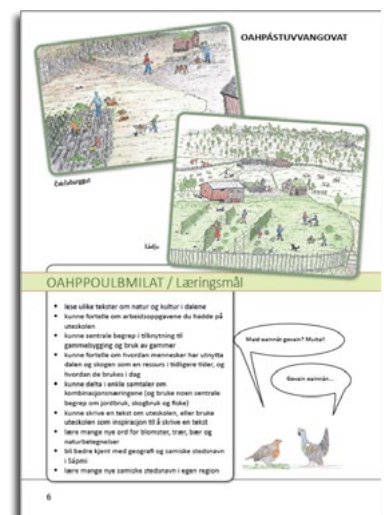 OAHPÁSTUVVANGOVAT
Ládju
OAHPPOULBMILAT / Læringsmål
• lese ulike tekster om natur og kultur i dalene
• kunne fortelle om arbeidsoppgavene du hadde på
uteskolen
• kunne sentrale begrep i tilknytning til
gammebygging og bruk av gammer
• kunne fortelle om hvordan mennesker har utnytta
dalen og skogen som en ressurs i tidligere tider, og
hvordan de brukes i dag
• kunne delta i enkle samtaler om
kombinasjonsnæringene (og bruke noen sentrale
begrep om jordbruk, skogbruk og fiske)
• kunne skrive en tekst om uteskolen, eller bruke
uteskolen som inspirasjon til å skrive en tekst
• lære mange nye ord for blomster, trær, bær og
naturbetegnelser
• bli bedre kjent med geografi og samiske stedsnavn
i Sápmi
• lære mange nye samiske stedsnavn i egen region
Maid oainnát gevain? Muital!
Gevain oainnán...
6